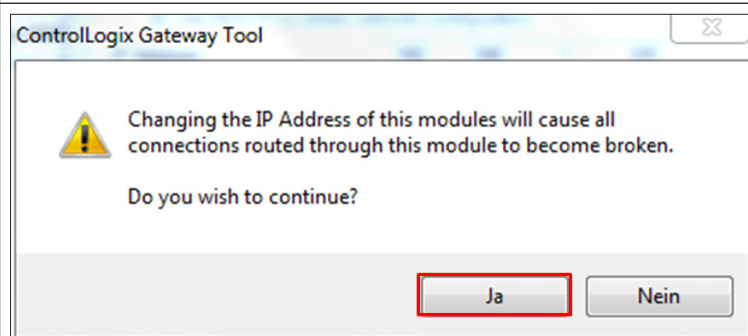 ControlLogix Gateway Tool
Changing the IP Address of this modules will cause all
connections routed through this module to become broken.
Do you wish to continue?
Ja
Nein